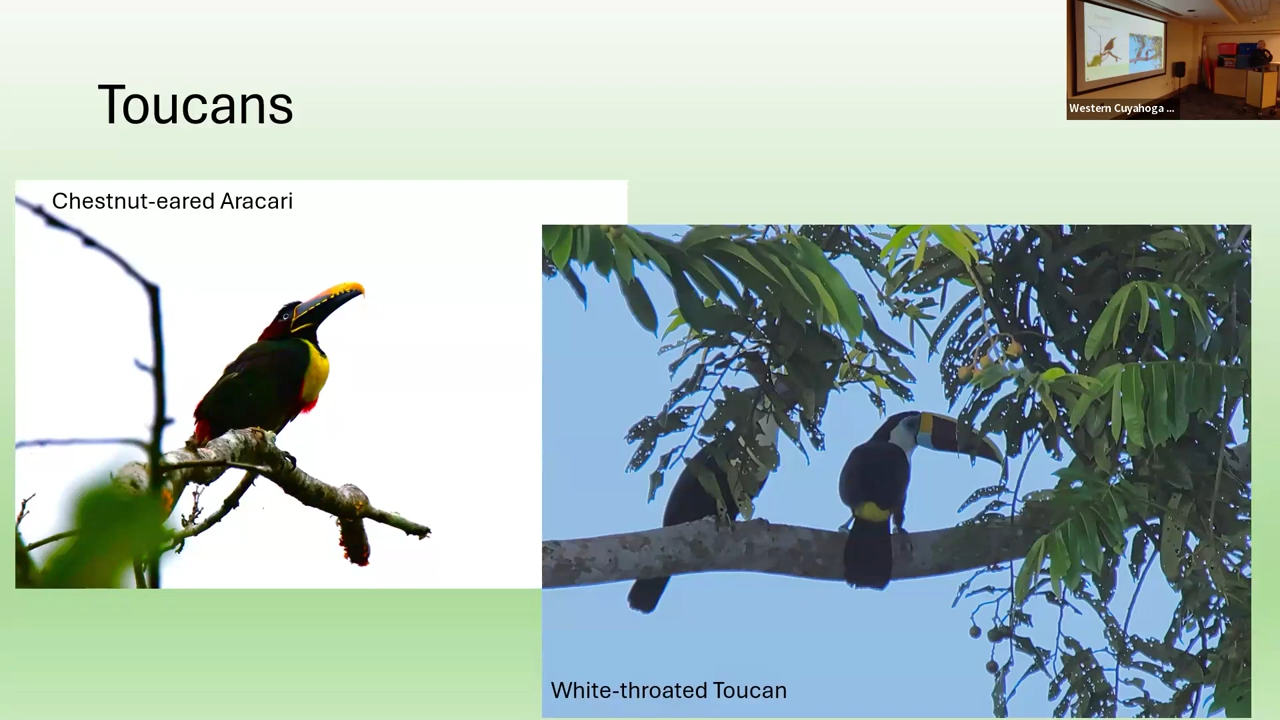 Toucans
Western Cuyahoga ...
Chestnut-eared Aracari
White-throated Toucan